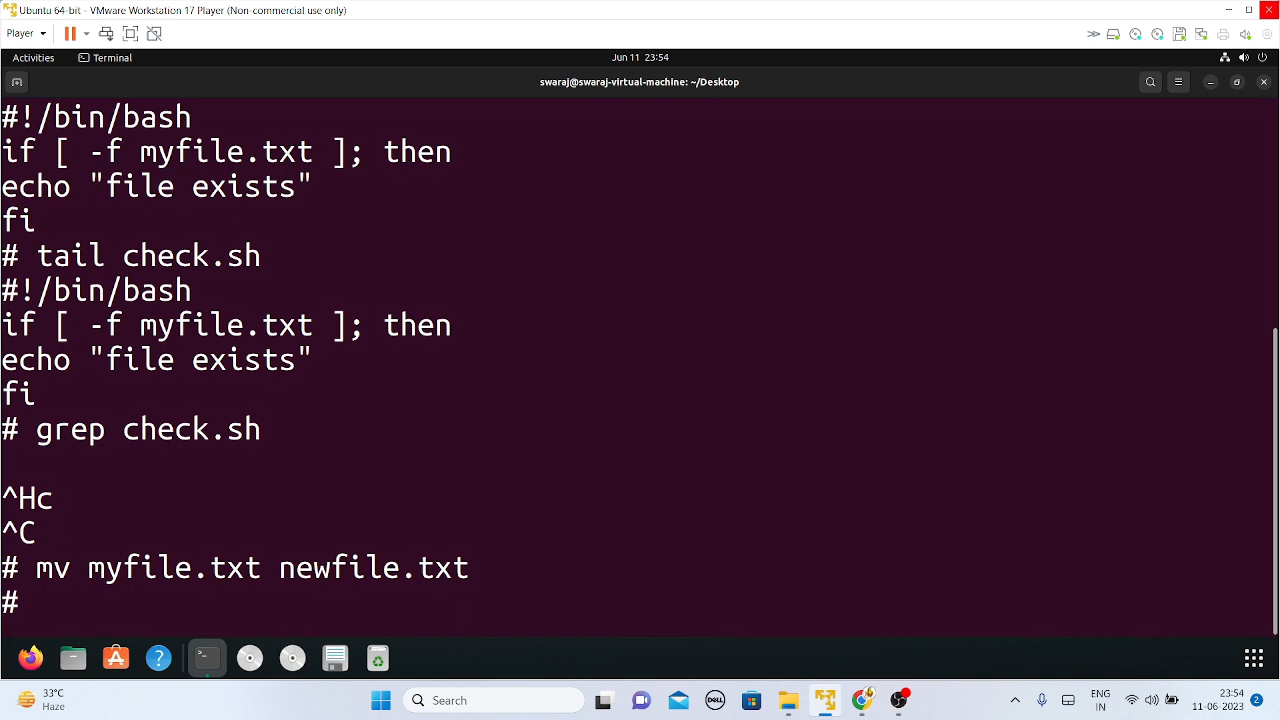 Ubuntu 64-bit - VMware Workstation 17 Player (Non-commercial use only)
Player
Activities
Terminal
Jun 11 23:54
swaraj@swaraj-virtual-machine: ~/Desktop
#!/bin/bash
if [ -f myfile.txt ]; then
echo "file exists"
fi
# tail check.sh
#!/bin/bash
if [ -f myfile.txt ]; then
echo "file exists"
fi
# grep check.sh
^Hc
^C
# mv myfile.txt newfile.txt
#
33°C
Haze
Search
DELL
ENG
IN
23:54
11-06-2023
2